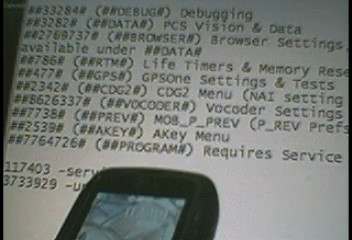 ##33284# (##DEBUG#) Debugging
##3282# (##DATA#) PCS Vision & Data
##2769737# (##BROWSER#) Browser Settings,
available under ##DATA#
##786# (##RTM#) Life Timers & Memory Rese
##477# (##GPS#) GPSOne Settings & Tests
##2342# (##CDG2#) CDG2 Menu (NAI setting
##8626337# (##VOCODER#) Vocoder Settings
##7738# (##PREV#) MOB_P_PREV (P_REV Prefs
##2539# (##AKEY#) AKey Menu
##7764726# (##PROGRAM#) Requires Service
117403 -serv
3733929 -u